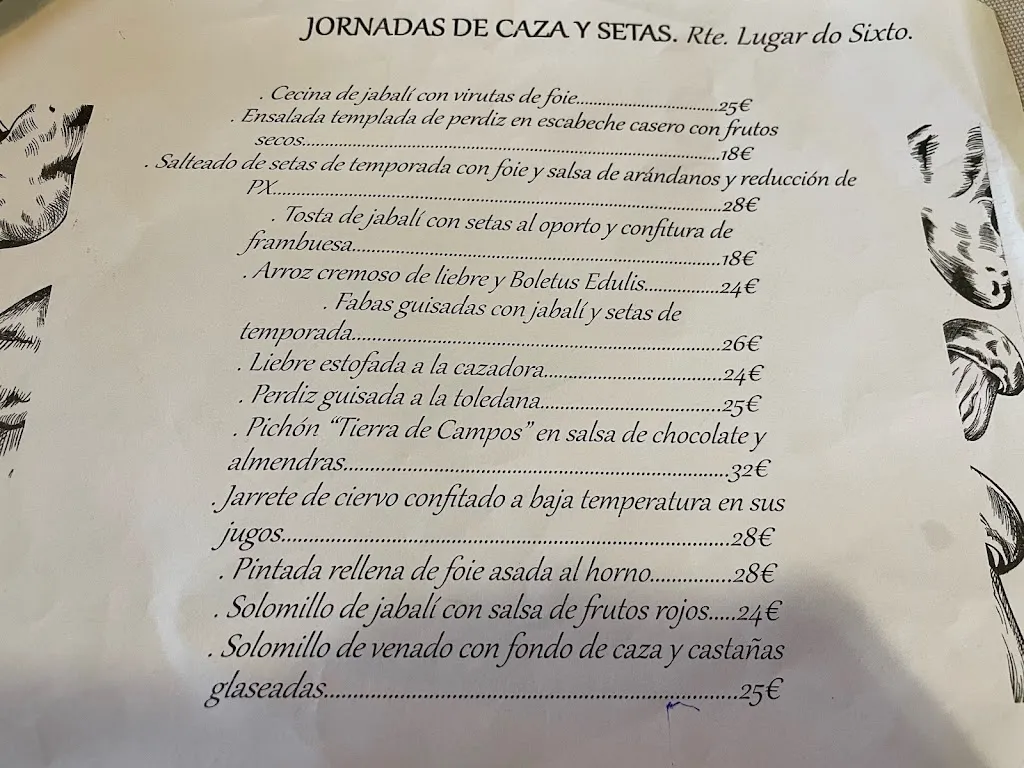 JORNADAS DE CAZA Y SETAS. Rte. Lugar do Sixto.
. Cecina de jabalí con virutas de foie..............................25€
. Ensalada templada de perdiz en escabeche casero con frutos
secos...............................................................................18€
. Salteado de setas de temporada con foie y salsa de arándanos y reducción de
PX.....................................................................................28€
. Tosta de jabalí con setas al oporto y confitura de
frambuesa.....................................................................18€
. Arroz cremoso de liebre y Boletus Edulis..............24€
. Fabas guisadas con jabalí y setas de
temporada.....................................................................26€
. Liebre estofada a la cazadora.................................24€
. Perdiz guisada a la toledana..................................25€
. Pichón “Tierra de Campos” en salsa de chocolate y
almendras.......................................................................32€
. Jarrete de ciervo confitado a baja temperatura en sus
jugos..................................................................................28€
. Pintada rellena de foie asada al horno..............28€
. Solomillo de jabalí con salsa de frutos rojos.....24€
. Solomillo de venado con fondo de caza y castañas
glaseadas..........................................................................25€